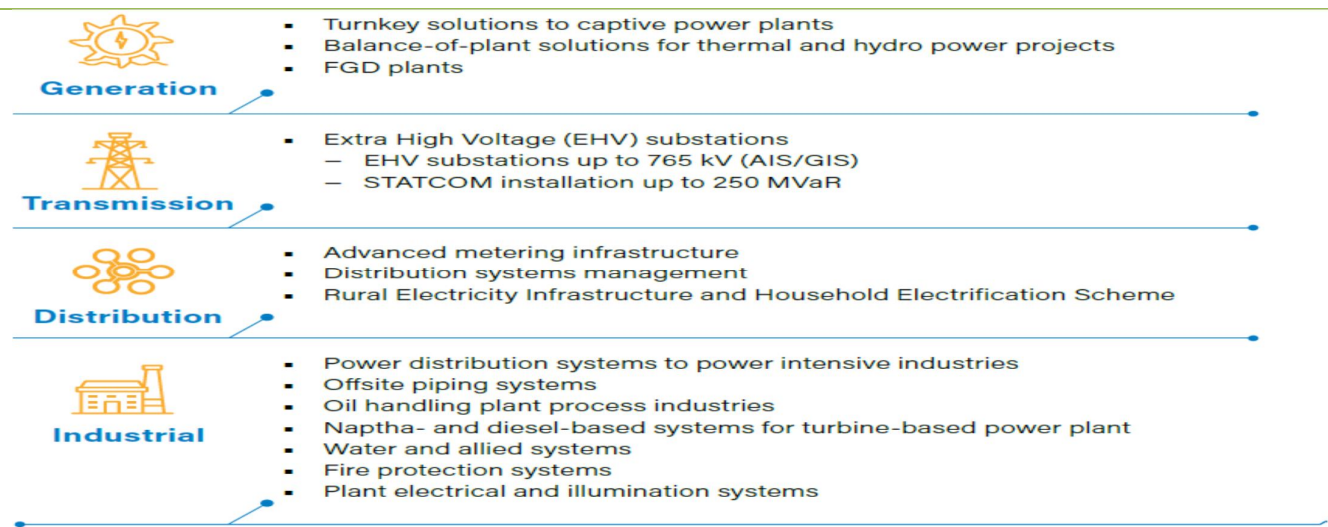 Generation
▪ Turnkey solutions to captive power plants
▪ Balance-of-plant solutions for thermal and hydro power projects
▪ FGD plants
Transmission
▪ Extra High Voltage (EHV) substations
– EHV substations up to 765 kV (AIS/GIS)
– STATCOM installation up to 250 MVaR
Distribution
▪ Advanced metering infrastructure
▪ Distribution systems management
▪ Rural Electricity Infrastructure and Household Electrification Scheme
Industrial
▪ Power distribution systems to power intensive industries
▪ Offsite piping systems
▪ Oil handling plant process industries
▪ Naptha- and diesel-based systems for turbine-based power plant
▪ Water and allied systems
▪ Fire protection systems
▪ Plant electrical and illumination systems